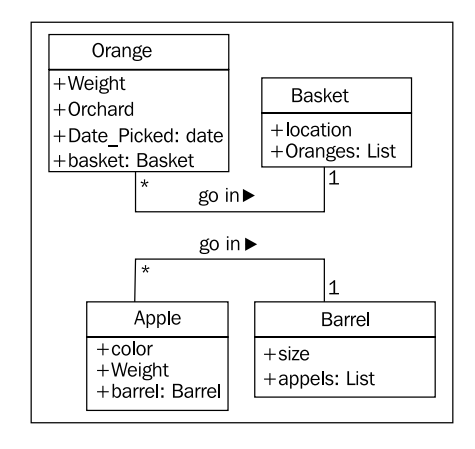 Orange
+Weight
+Orchard
+Date_Picked: date
+basket: Basket
Basket
+location
+Oranges: List
*
1
go in►
go in►
*
1
Apple
+color
+Weight
+barrel: Barrel
Barrel
+size
+appels: List